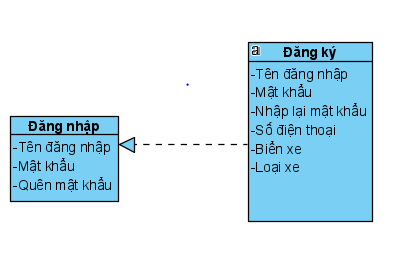 a
Đăng ký
-Tên đăng nhập
-Mật khẩu
-Nhập lại mật khẩu
-Số điện thoại
-Biển xe
-Loại xe
Đăng nhập
-Tên đăng nhập
-Mật khẩu
-Quên mật khẩu